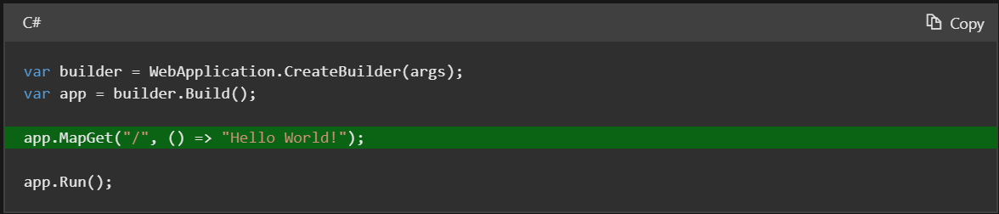 C#
Copy
var builder = WebApplication.CreateBuilder(args);
var app = builder.Build();
app.MapGet("/", () => "Hello World!");
app.Run();